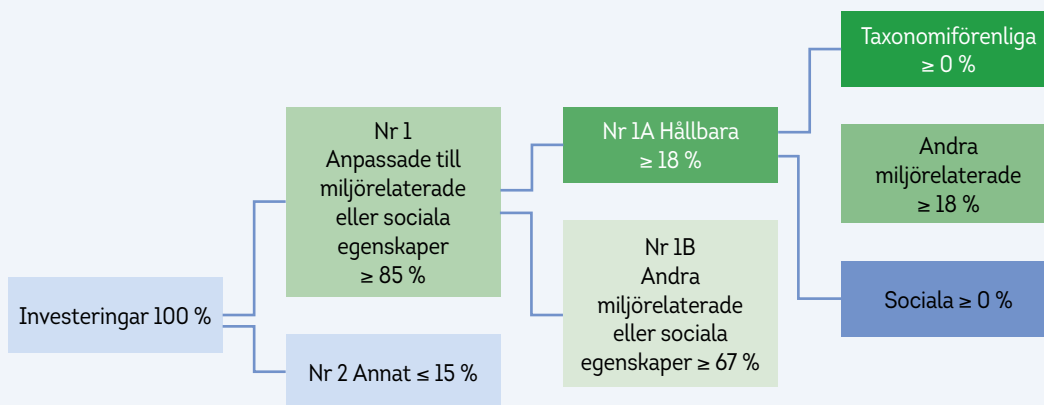 Investeringar 100 %
Nr 1
Anpassade till
miljörelaterade
eller sociala
egenskaper
≥ 85 %
Nr 2 Annat ≤ 15 %
Nr 1A Hållbara
≥ 18 %
Nr 1B
Andra
miljörelaterade
eller sociala
egenskaper ≥ 67 %
Taxonomiförenliga
≥ 0 %
Andra
miljörelaterade
≥ 18 %
Sociala ≥ 0 %